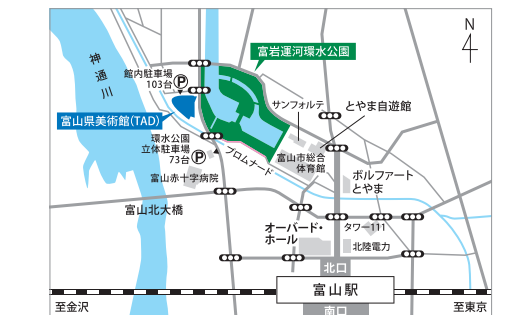 N
富岩運河環水公園
神通川
館内駐車場
103台
P
サンフォルテ
とやま自遊館
富山県美術館(TAD)
環水公園
立体駐車場
73台
P
プロムナード
富山市総合
体育館
富山赤十字病院
ボルファート
とやま
富山北大橋
オーバード・
ホール
タワー111
北陸電力
北口
富山駅
至金沢
至東京
南口